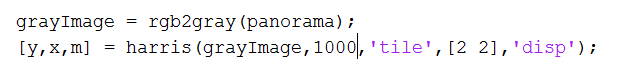 grayImage = rgb2gray(panorama);
[y,x,m] = harris(grayImage,1000,'tile',[2 2],'disp');